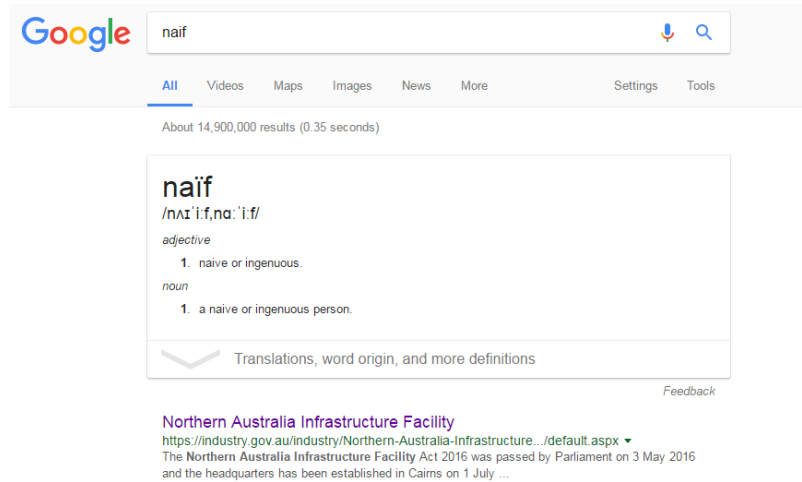 Google
naif
All Videos Maps Images News More Settings Tools
About 14,900,000 results (0.35 seconds)
naïf
/nʌɪˈiːf,nɑːˈiːf/
adjective
1. naive or ingenuous.
noun
1. a naive or ingenuous person.
Translations, word origin, and more definitions
Feedback
Northern Australia Infrastructure Facility
https://industry.gov.au/industry/Northern-Australia-Infrastructure.../default.aspx
The Northern Australia Infrastructure Facility Act 2016 was passed by Parliament on 3 May 2016
and the headquarters has been established in Cairns on 1 July ...